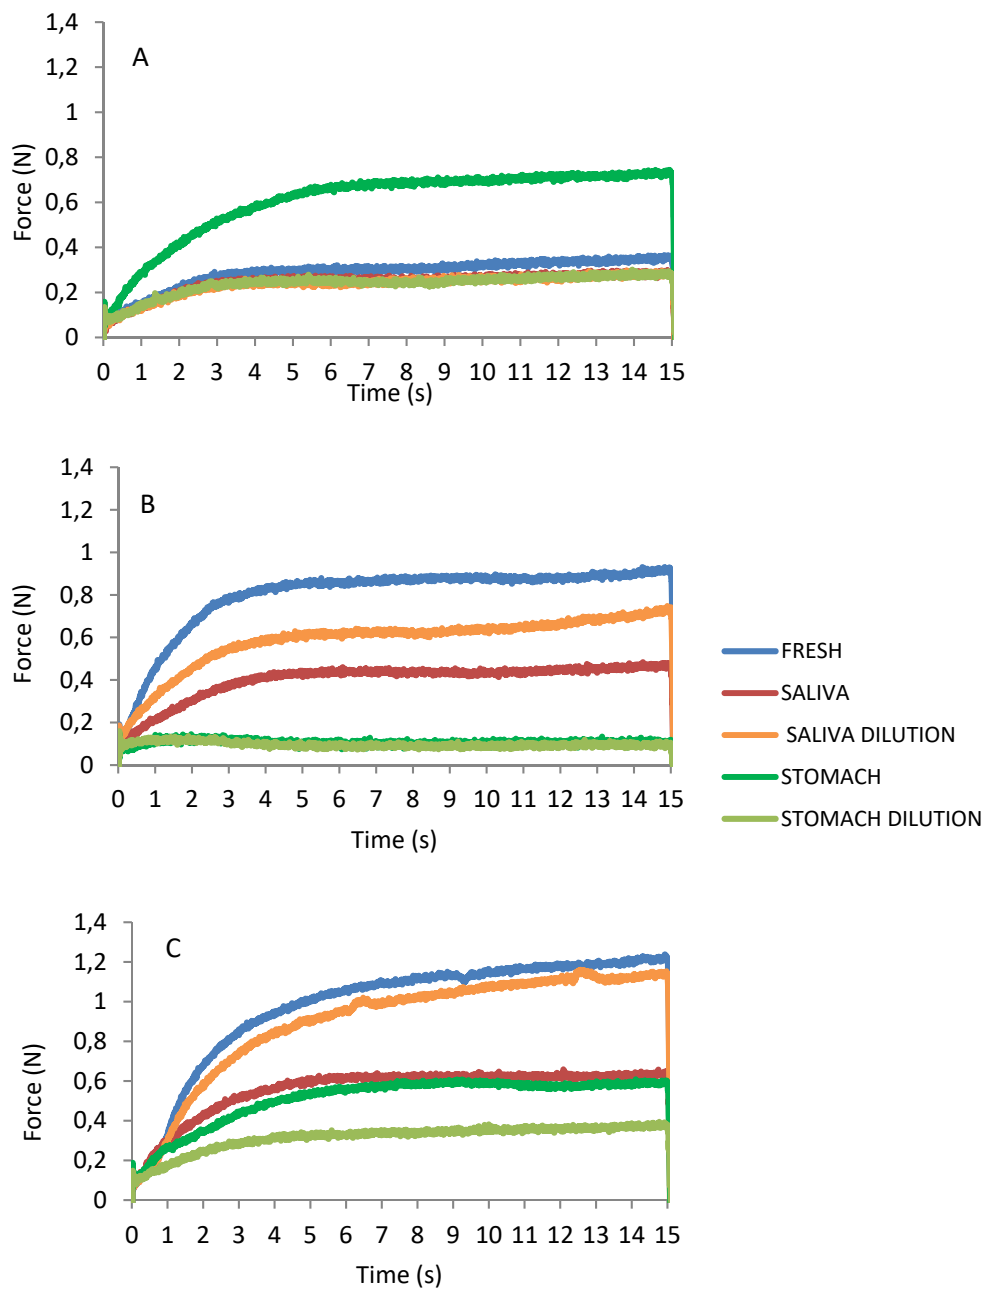 A
1,4
1,2
1
0,8
0,6
0,4
0,2
0
Force (N)
0 1 2 3 4 5 6 7 8 9 10 11 12 13 14 15
Time (s)
B
1,4
1,2
1
0,8
0,6
0,4
0,2
0
Force (N)
0 1 2 3 4 5 6 7 8 9 10 11 12 13 14 15
Time (s)
FRESH
SALIVA
SALIVA DILUTION
STOMACH
STOMACH DILUTION
C
1,4
1,2
1
0,8
0,6
0,4
0,2
0
Force (N)
0 1 2 3 4 5 6 7 8 9 10 11 12 13 14 15
Time (s)